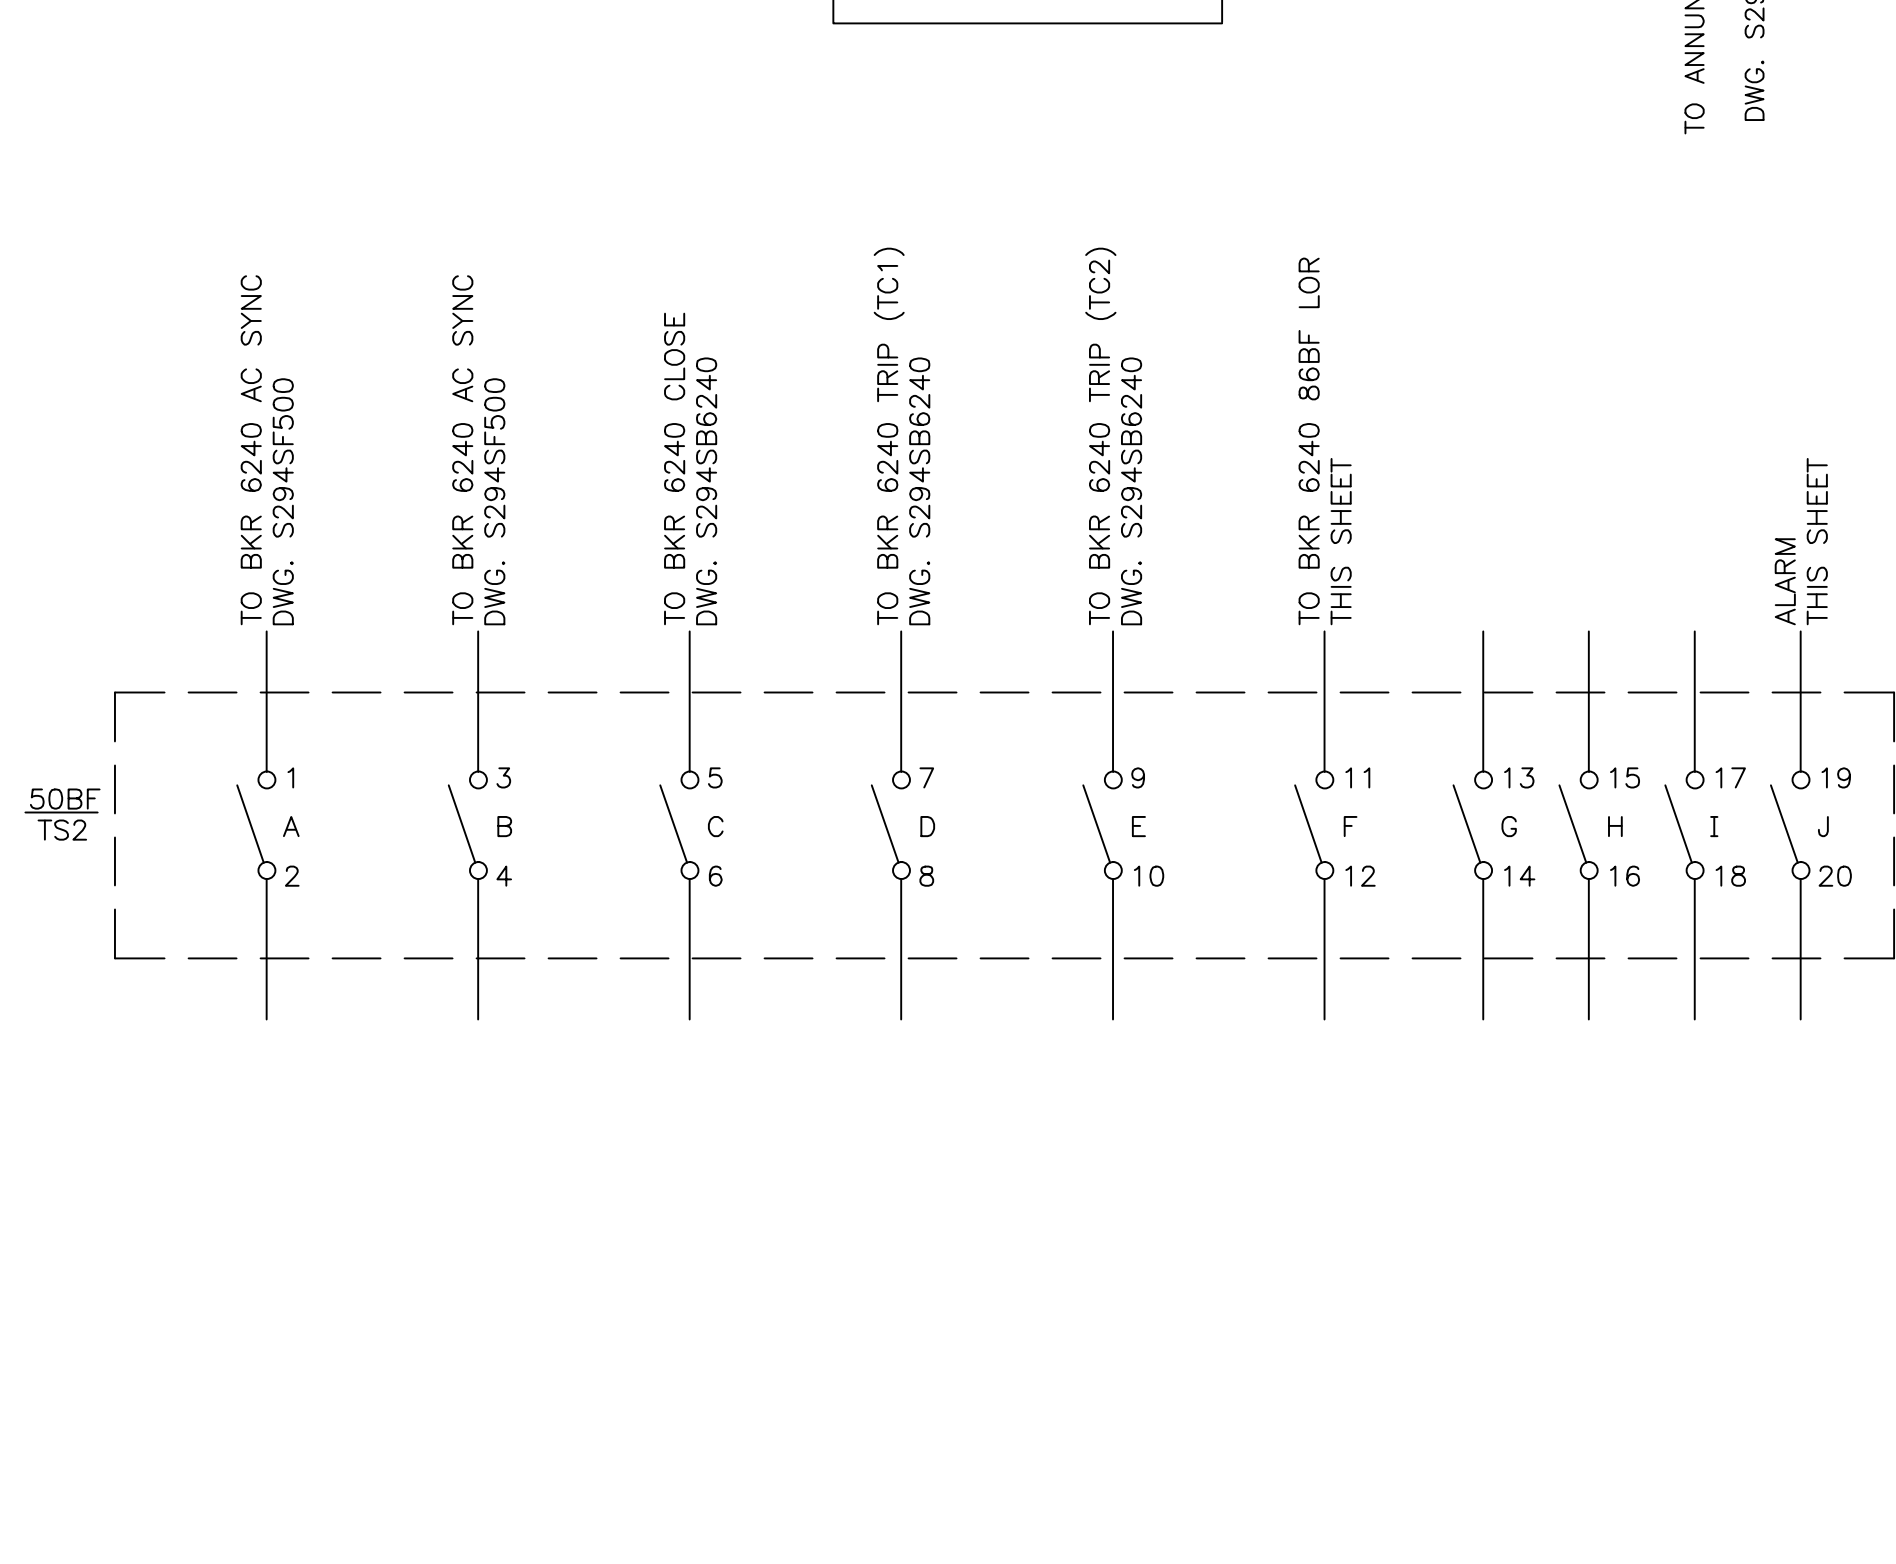 TO ANNUN
DWG. S29
TO BKR 6240 AC SYNC
DWG. S294SF500
TO BKR 6240 AC SYNC
DWG. S294SF500
TO BKR 6240 CLOSE
DWG. S294SB6240
TO BKR 6240 TRIP (TC1)
DWG. S294SB6240
TO BKR 6240 TRIP (TC2)
DWG. S294SB6240
TO BKR 6240 86BF LOR
THIS SHEET
ALARM
THIS SHEET
50BF
TS2
1
A
2
3
B
4
5
C
6
7
D
8
9
E
10
11
F
12
13
G
14
15
H
16
17
I
18
19
J
20